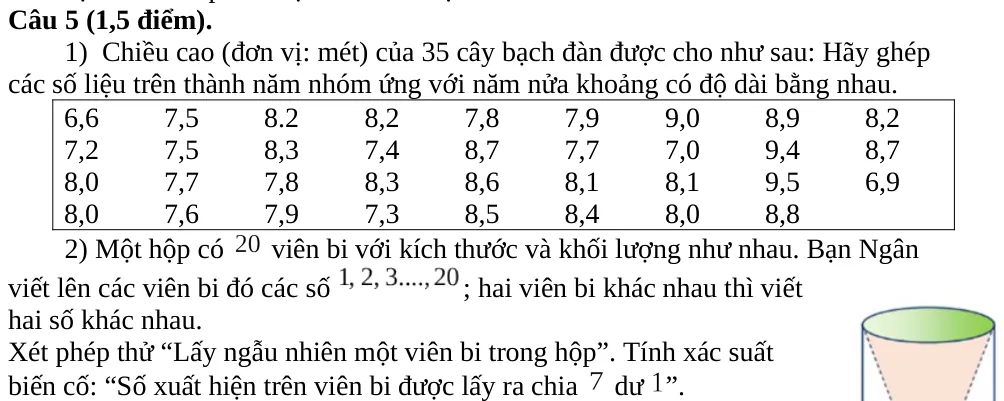 Câu 5 (1,5 điểm).
1) Chiều cao (đơn vị: mét) của 35 cây bạch đàn được cho như sau: Hãy ghép
các số liệu trên thành năm nhóm ứng với năm nửa khoảng có độ dài bằng nhau.
6,6 7,5 8.2 8,2 7,8 7,9 9,0 8,9 8,2
7,2 7,5 8,3 7,4 8,7 7,7 7,0 9,4 8,7
8,0 7,7 7,8 8,3 8,6 8,1 8,1 9,5 6,9
8,0 7,6 7,9 7,3 8,5 8,4 8,0 8,8
2) Một hộp có 20 viên bi với kích thước và khối lượng như nhau. Bạn Ngân
viết lên các viên bi đó các số 1, 2, 3...., 20 ; hai viên bi khác nhau thì viết
hai số khác nhau.
Xét phép thử “Lấy ngẫu nhiên một viên bi trong hộp”. Tính xác suất
biến cố: “Số xuất hiện trên viên bi được lấy ra chia 7 dư 1”.